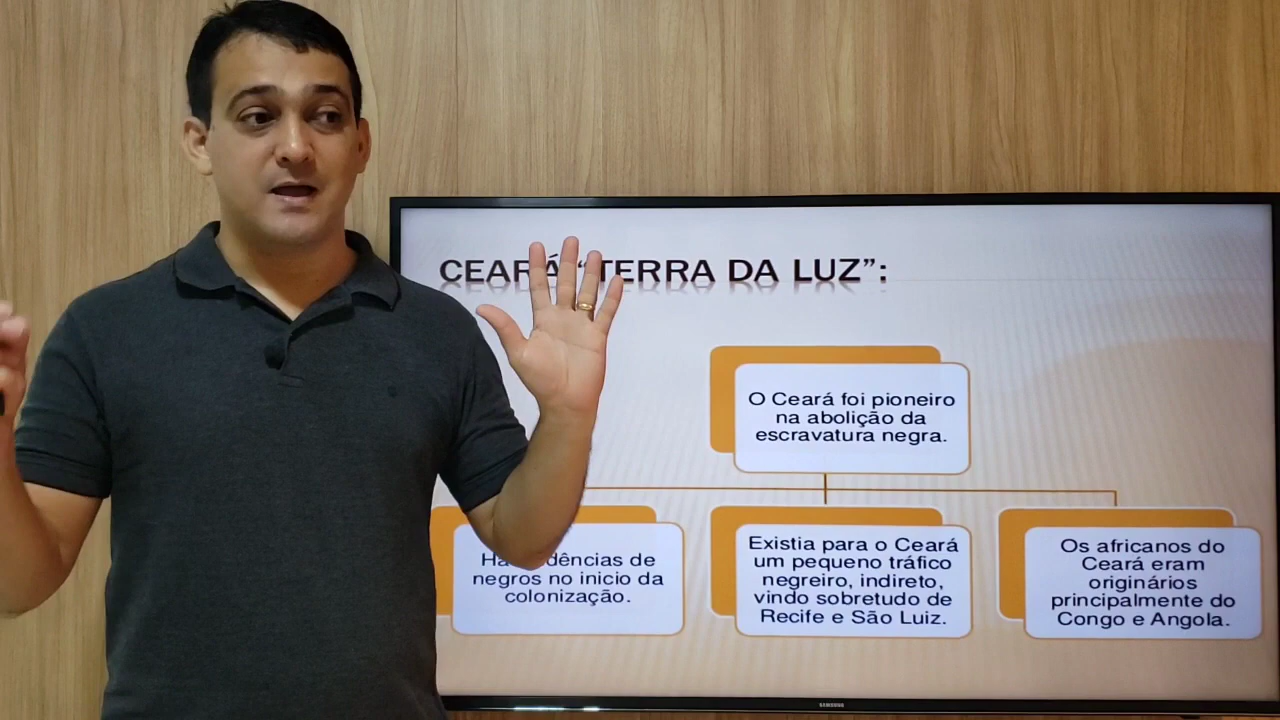 CEARÁ “TERRA DA LUZ”:
O Ceará foi pioneiro
na abolição da
escravatura negra.
Há dências de
negros no inicio da
colonização.
Existia para o Ceará
um pequeno tráfico
negreiro, indireto,
vindo sobretudo de
Recife e São Luiz.
Os africanos do
Ceará eram
originários
principalmente do
Congo e Angola.
SAMSUNG